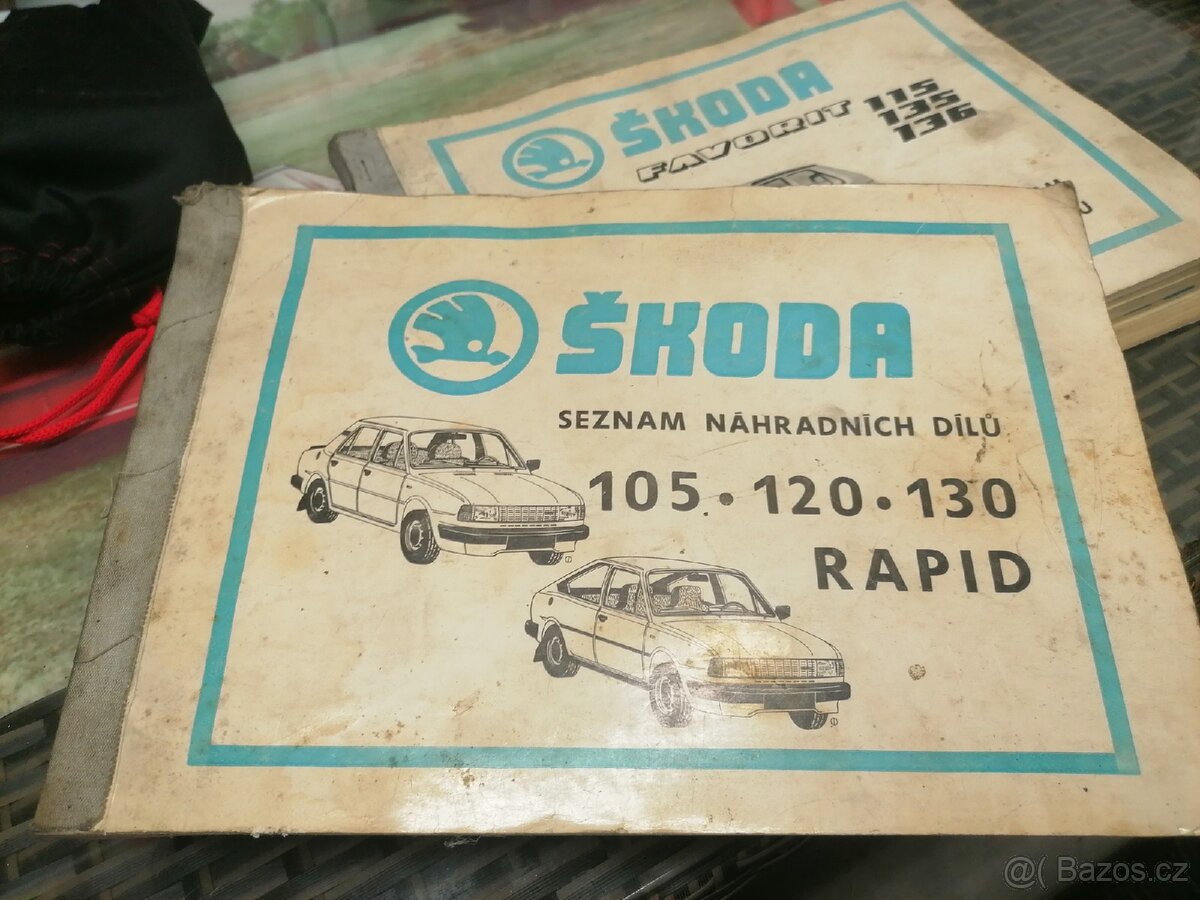 ŠKODA
FAVORIT 115
135
136
ŠKODA
SEZNAM NÁHRADNÍCH DÍLŮ
105 • 120 • 130
RAPID
@( Bazos.cz